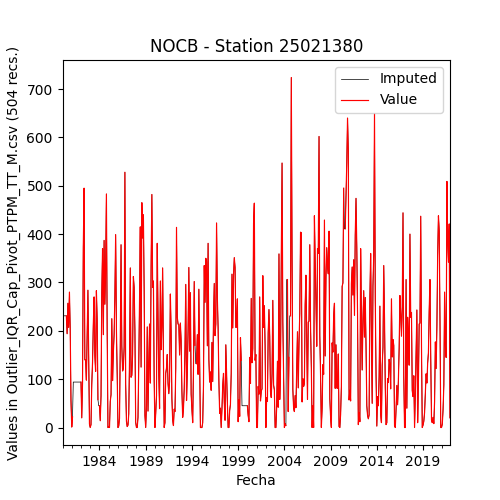 NOCB - Station 25021380
Imputed
Value
Values in Outlier_IQR_Cap_Pivot_PTPM_TT_M.csv (504 recs.)
700
600
500
400
300
200
100
0
1984 1989 1994 1999 2004 2009 2014 2019
Fecha